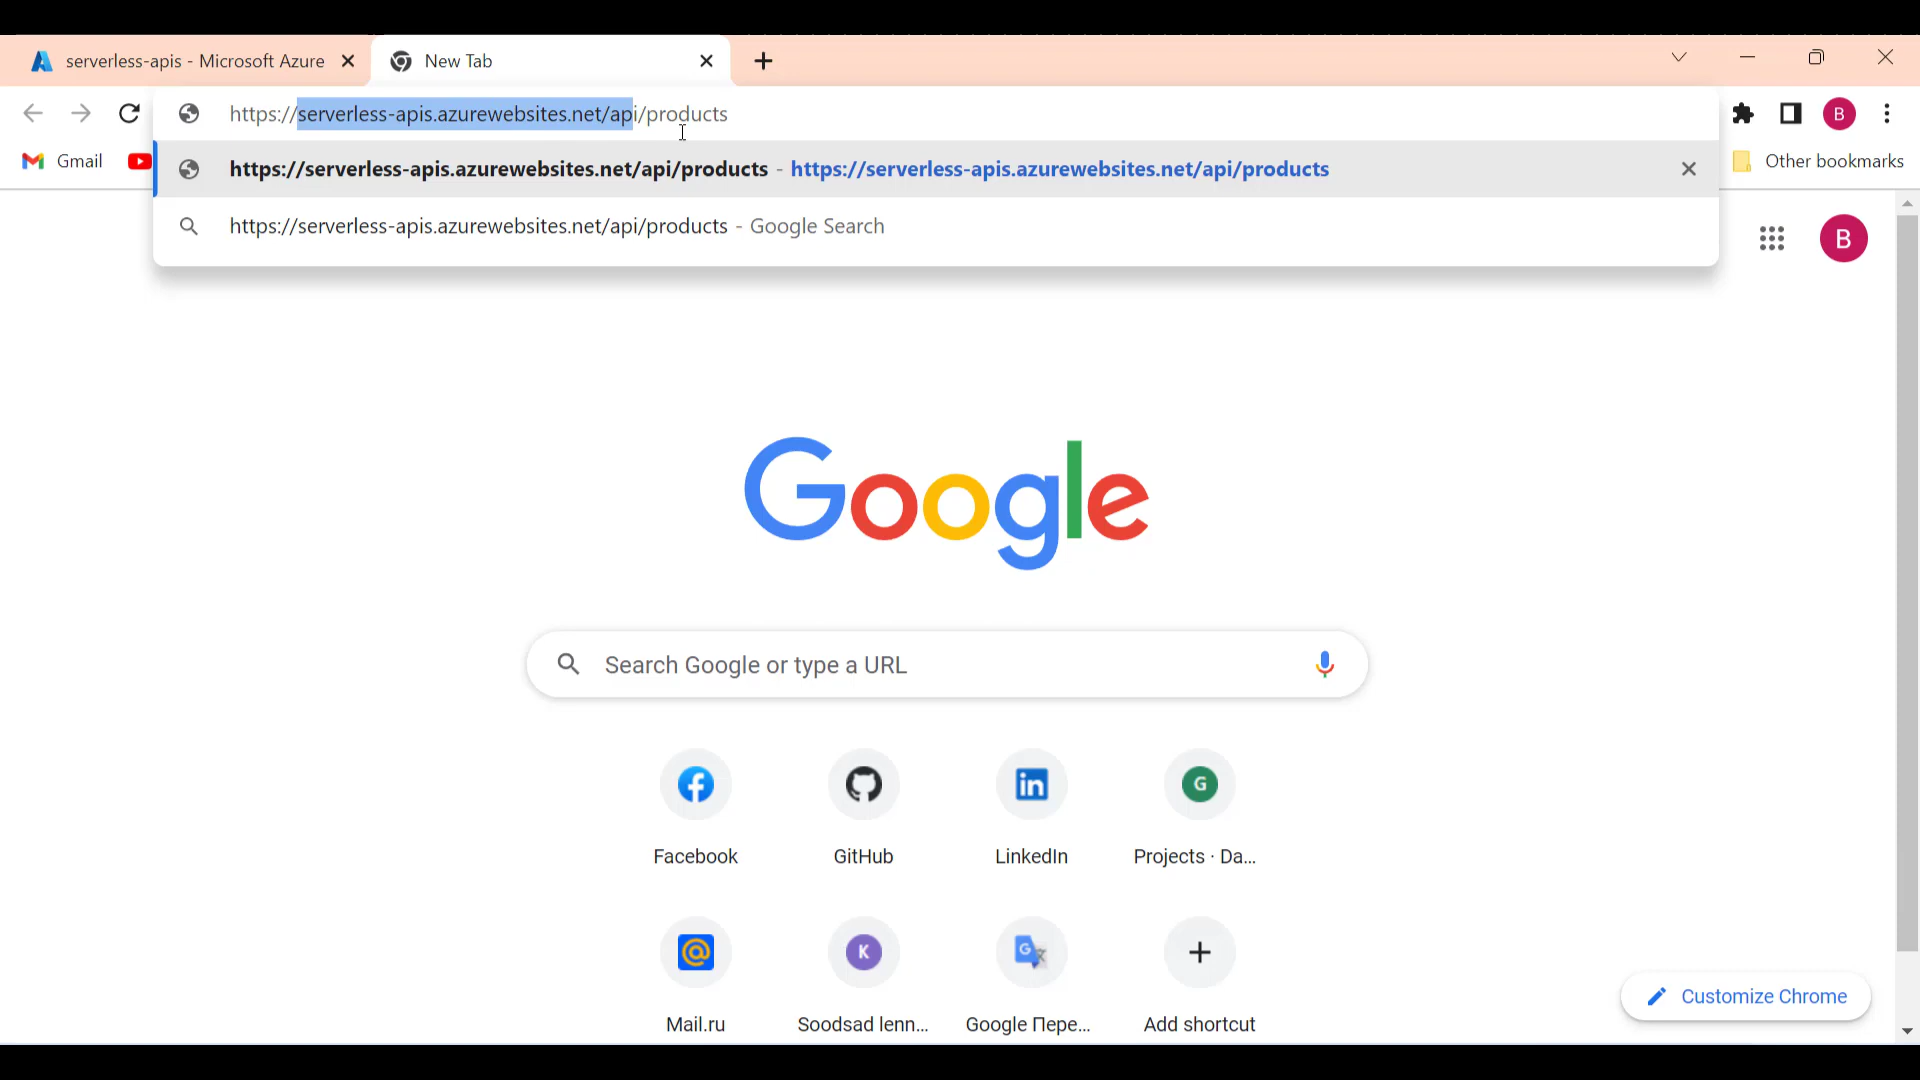 serverless-apis - Microsoft Azure
New Tab
https://serverless-apis.azurewebsites.net/api/products
B
Gmail
https://serverless-apis.azurewebsites.net/api/products - https://serverless-apis.azurewebsites.net/api/products
Other bookmarks
https://serverless-apis.azurewebsites.net/api/products - Google Search
B
Google
Search Google or type a URL
G
Facebook
GitHub
LinkedIn
Projects · Da...
K
Mail.ru
Soodsad lenn...
Google Пере...
Add shortcut
Customize Chrome